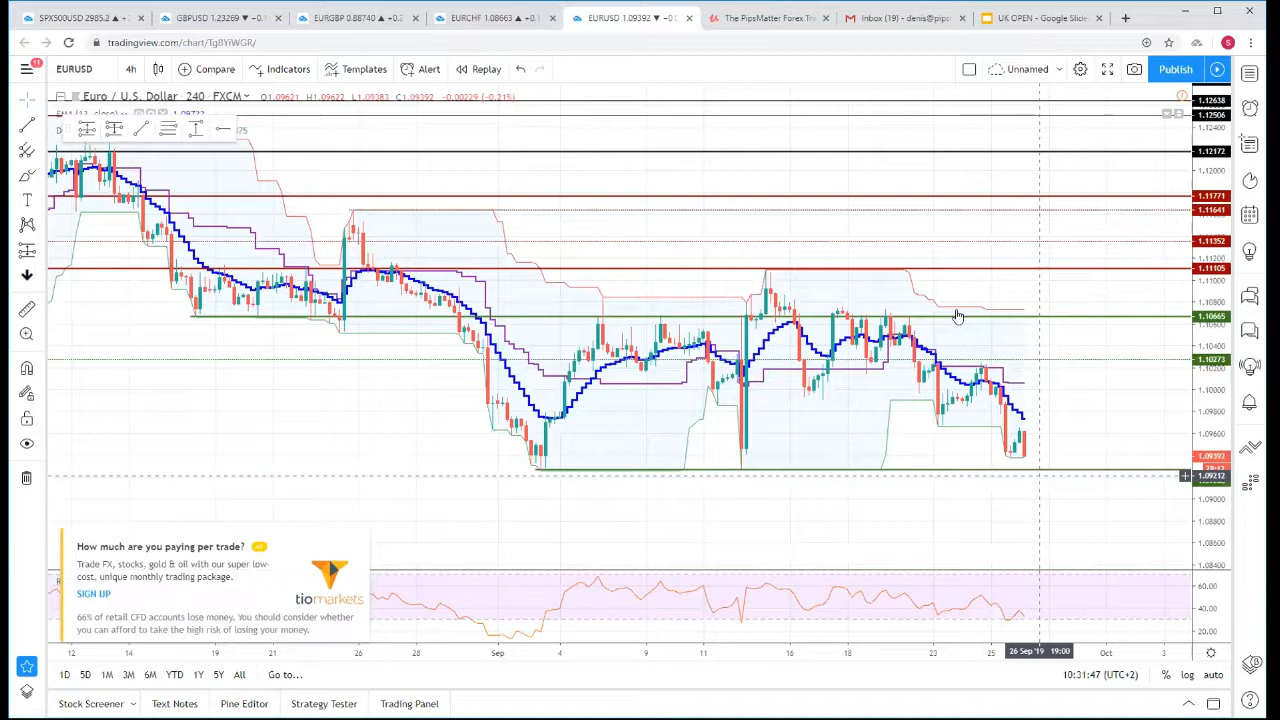 SPX500USD 2985.2
GBPUSD 1.23269
EURGBP 0.88740
EURCHF 1.08663
EURUSD 1.09392
The PipsMatter Forex Tra
Inbox (19) - denis@pips
UK OPEN - Google Slide
tradingview.com/chart/Tg8YiWGR/
S
11
EURUSD
4h
Compare
Indicators
Templates
Alert
Replay
Unnamed
Publish
Euro / U.S. Dollar · 240 · FXCM
O1.09621 H1.09622 L1.09383 C1.09392 -0.00229 (-0.21%)
1.12638
1.12506
1.12400
1.12172
1.12000
1.11771
1.11641
1.11352
1.11200
1.11105
1.11000
1.10800
1.10665
1.10600
1.10400
1.10273
1.10200
1.10000
1.09800
1.09600
1.09392
28:12
1.09212
1.09000
1.08800
1.08600
1.08400
How much are you paying per trade?
Trade FX, stocks, gold & oil with our super low-
cost, unique monthly trading package.
SIGN UP
66% of retail CFD accounts lose money. You should consider whether
you can afford to take the high risk of losing your money.
tiomarkets
60.00
40.00
20.00
12
14
19
21
26
28
Sep
4
9
11
16
18
23
25
26 Sep '19 19:00
Oct
3
1D 5D 1M 3M 6M YTD 1Y 5Y All Go to...
10:31:47 (UTC+2)
% log auto
Stock Screener
Text Notes
Pine Editor
Strategy Tester
Trading Panel